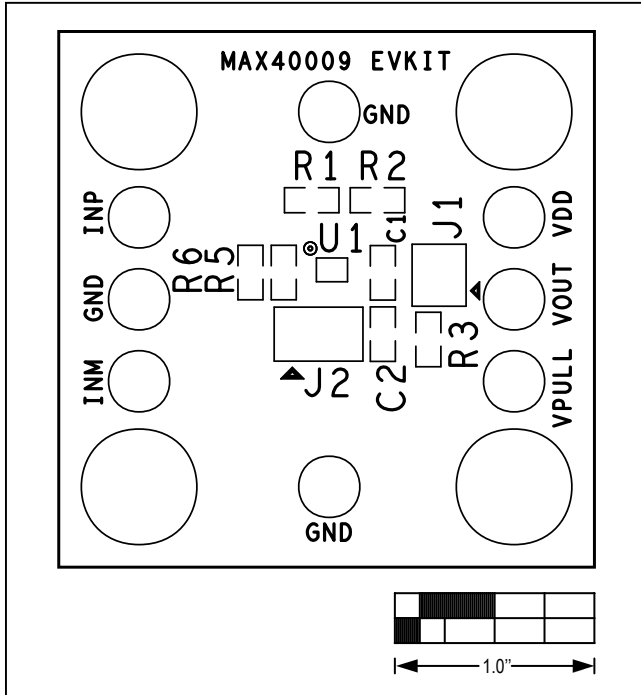 MAX40009 EVKIT
GND
R1 R2
INP
C1
J1
VDD
U1
R6
R5
GND
VOUT
INM
J2
C2
R3
VPULL
GND
1.0"